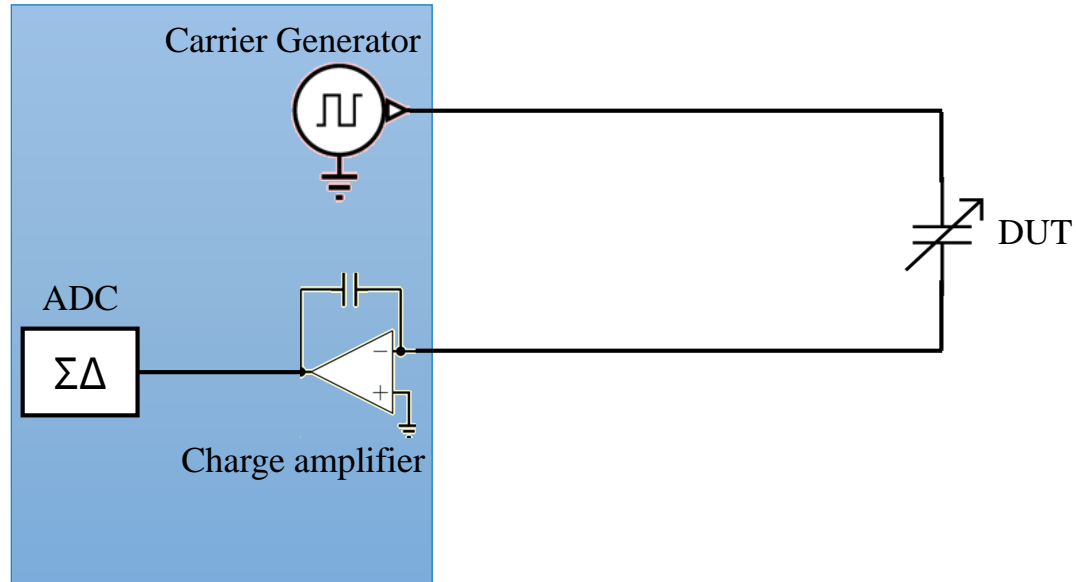 Carrier Generator
DUT
ADC
ΣΔ
−
+
Charge amplifier